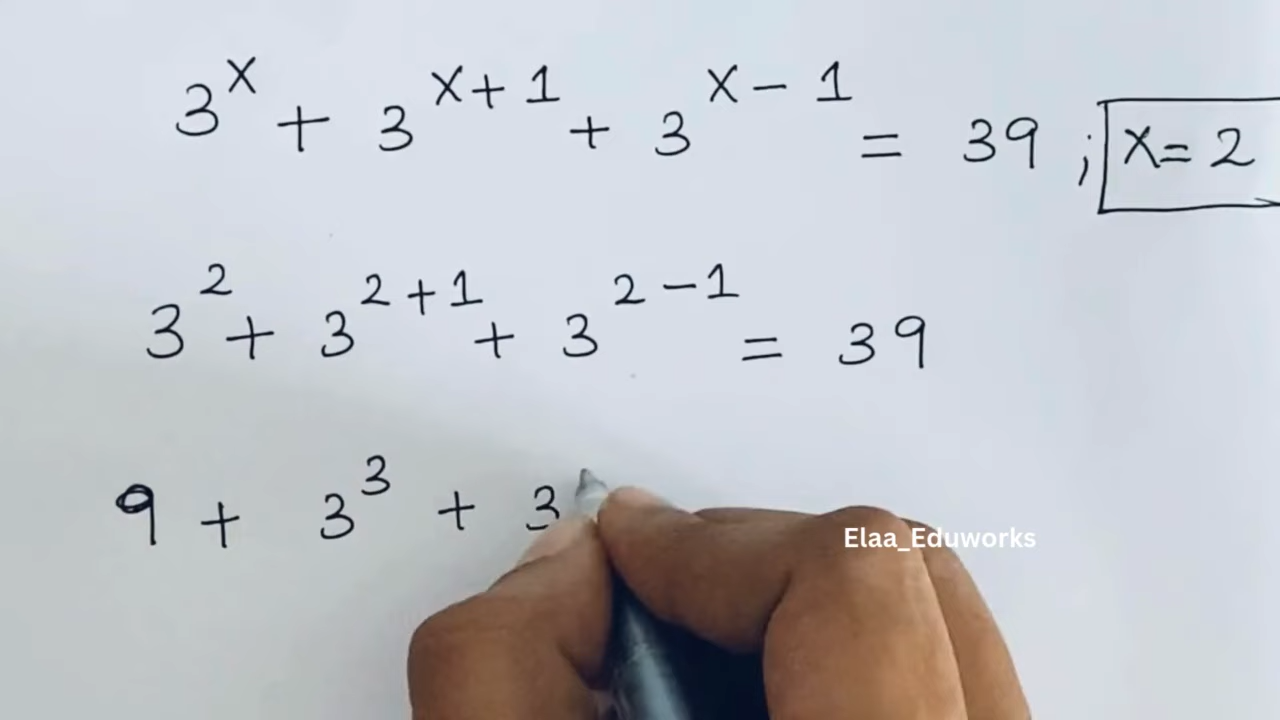 3^x + 3^(x+1) + 3^(x-1) = 39 ; x = 2
3^2 + 3^(2+1) + 3^(2-1) = 39
9 + 3^3 + 3
Elaa_Eduworks